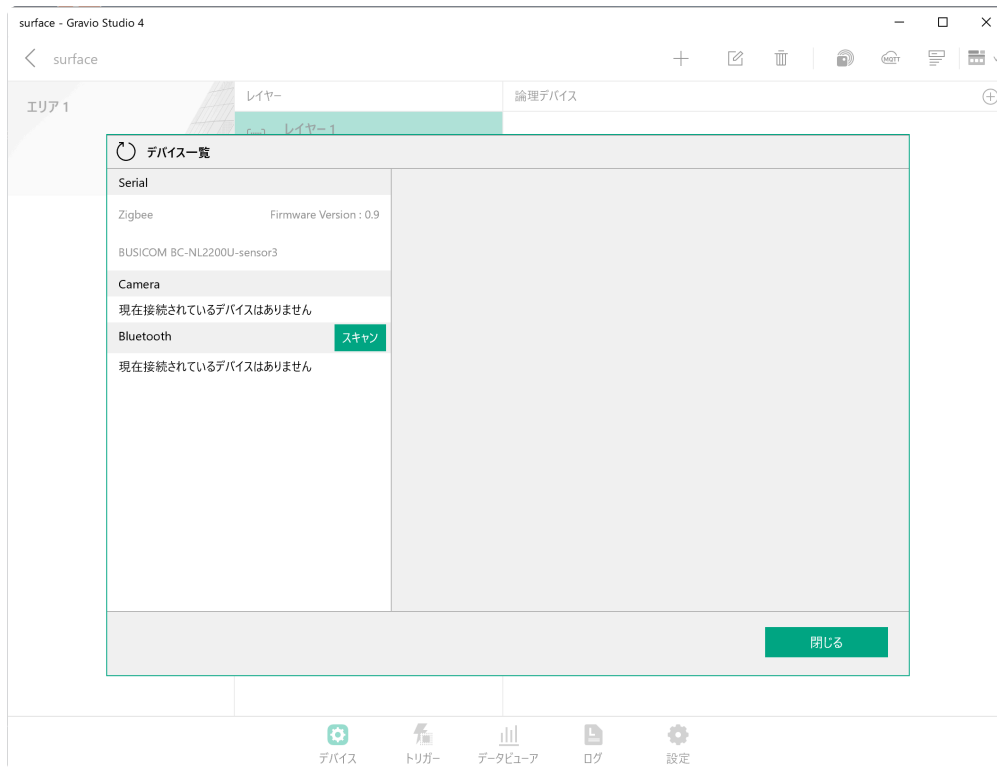 surface - Gravio Studio 4
surface
MQTT
エリア 1
レイヤー
論理デバイス
レイヤー 1
デバイス一覧
Serial
Zigbee Firmware Version : 0.9
BUSICOM BC-NL2200U-sensor3
Camera
現在接続されているデバイスはありません
Bluetooth スキャン
現在接続されているデバイスはありません
閉じる
デバイス トリガー データビューア ログ 設定